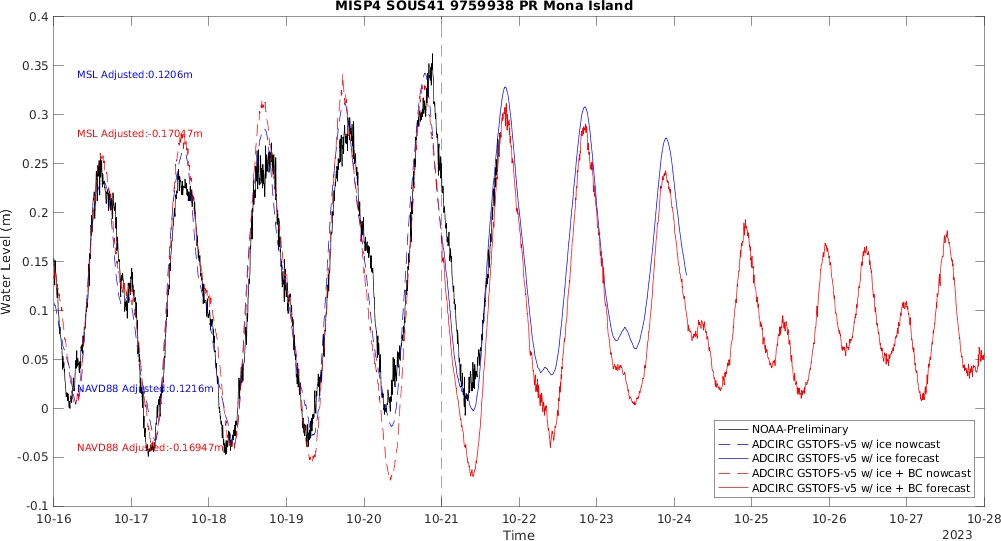 MISP4 SOUS41 9759938 PR Mona Island
0.4
0.35
0.3
0.25
0.2
0.15
0.1
0.05
0
-0.05
-0.1
Water Level (m)
MSL Adjusted:0.1206m
MSL Adjusted:-0.17017m
NAVD88 Adjusted:0.1216m
NAVD88 Adjusted:-0.16947m
NOAA-Preliminary
ADCIRC GSTOFS-v5 w/ ice nowcast
ADCIRC GSTOFS-v5 w/ ice forecast
ADCIRC GSTOFS-v5 w/ ice + BC nowcast
ADCIRC GSTOFS-v5 w/ ice + BC forecast
10-16 10-17 10-18 10-19 10-20 10-21 10-22 10-23 10-24 10-25 10-26 10-27 10-28
Time
2023